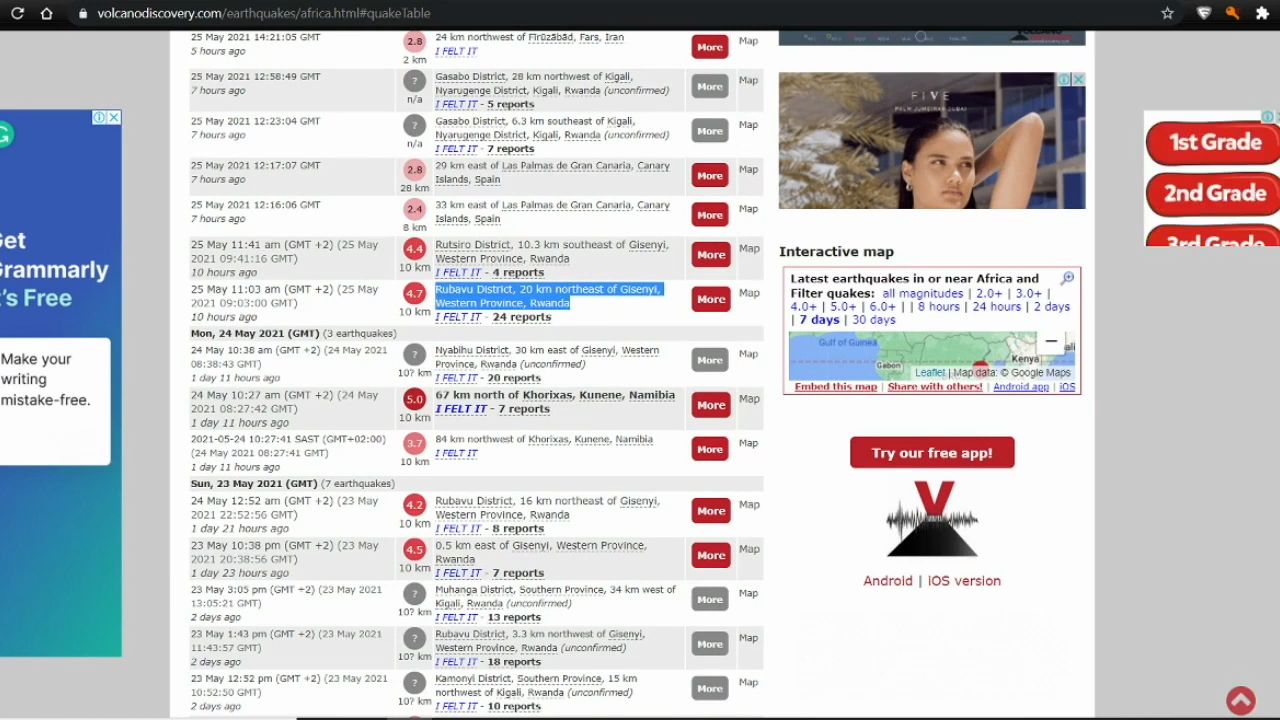 volcanodiscovery.com/earthquakes/africa.html#quakeTable
25 May 2021 14:21:05 GMT
5 hours ago
2.8
2 km
24 km northwest of Fīrūzābād, Fars, Iran
I FELT IT
More
Map
25 May 2021 12:58:49 GMT
7 hours ago
?
n/a
Gasabo District, 28 km northwest of Kigali,
Nyarugenge District, Kigali, Rwanda (unconfirmed)
I FELT IT - 5 reports
More
Map
25 May 2021 12:23:04 GMT
7 hours ago
?
n/a
Gasabo District, 6.3 km southeast of Kigali,
Nyarugenge District, Kigali, Rwanda (unconfirmed)
I FELT IT - 7 reports
More
Map
25 May 2021 12:17:07 GMT
7 hours ago
2.8
28 km
29 km east of Las Palmas de Gran Canaria, Canary
Islands, Spain
More
Map
25 May 2021 12:16:06 GMT
7 hours ago
2.4
8 km
33 km east of Las Palmas de Gran Canaria, Canary
Islands, Spain
More
Map
25 May 11:41 am (GMT +2) (25 May
2021 09:41:16 GMT)
10 hours ago
4.4
10 km
Rutsiro District, 10.3 km southeast of Gisenyi,
Western Province, Rwanda
I FELT IT - 4 reports
More
Map
25 May 11:03 am (GMT +2) (25 May
2021 09:03:00 GMT)
10 hours ago
4.7
10 km
Rubavu District, 20 km northeast of Gisenyi,
Western Province, Rwanda
I FELT IT - 24 reports
More
Map
Mon, 24 May 2021 (GMT) (3 earthquakes)
24 May 10:38 am (GMT +2) (24 May 2021
08:38:43 GMT)
1 day 11 hours ago
?
10? km
Nyabihu District, 30 km east of Gisenyi, Western
Province, Rwanda (unconfirmed)
I FELT IT - 20 reports
More
Map
24 May 10:27 am (GMT +2) (24 May
2021 08:27:42 GMT)
1 day 11 hours ago
5.0
10 km
67 km north of Khorixas, Kunene, Namibia
I FELT IT - 7 reports
More
Map
2021-05-24 10:27:41 SAST (GMT+02:00)
(24 May 2021 08:27:41 GMT)
1 day 11 hours ago
3.7
10 km
84 km northwest of Khorixas, Kunene, Namibia
I FELT IT
More
Map
Sun, 23 May 2021 (GMT) (7 earthquakes)
24 May 12:52 am (GMT +2) (23 May
2021 22:52:56 GMT)
1 day 21 hours ago
4.2
10 km
Rubavu District, 16 km northeast of Gisenyi,
Western Province, Rwanda
I FELT IT - 8 reports
More
Map
23 May 10:38 pm (GMT +2) (23 May
2021 20:38:56 GMT)
1 day 23 hours ago
4.5
10 km
0.5 km east of Gisenyi, Western Province,
Rwanda
I FELT IT - 7 reports
More
Map
23 May 3:05 pm (GMT +2) (23 May 2021
13:05:21 GMT)
2 days ago
?
10? km
Muhanga District, Southern Province, 34 km west of
Kigali, Rwanda (unconfirmed)
I FELT IT - 13 reports
More
Map
23 May 1:43 pm (GMT +2) (23 May 2021
11:43:57 GMT)
2 days ago
?
10? km
Rubavu District, 3.3 km northwest of Gisenyi,
Western Province, Rwanda (unconfirmed)
I FELT IT - 18 reports
More
Map
23 May 12:52 pm (GMT +2) (23 May 2021
10:52:50 GMT)
2 days ago
?
10? km
Kamonyi District, Southern Province, 15 km
northwest of Kigali, Rwanda (unconfirmed)
I FELT IT - 10 reports
More
Map
Get
Grammarly
It's Free
Make your
writing
mistake-free.
FIVE
PALM JUMEIRAH DUBAI
Interactive map
Latest earthquakes in or near Africa and
Filter quakes: all magnitudes | 2.0+ | 3.0+ |
4.0+ | 5.0+ | 6.0+ | | 8 hours | 24 hours | 2 days
| 7 days | 30 days
Gulf of Guinea
Gabon
Kenya
−
Leaflet | Map data: © Google Maps
Embed this map | Share with others! | Android app | iOS
Try our free app!
Android | IOS version
1st Grade
2nd Grade
3rd Grade